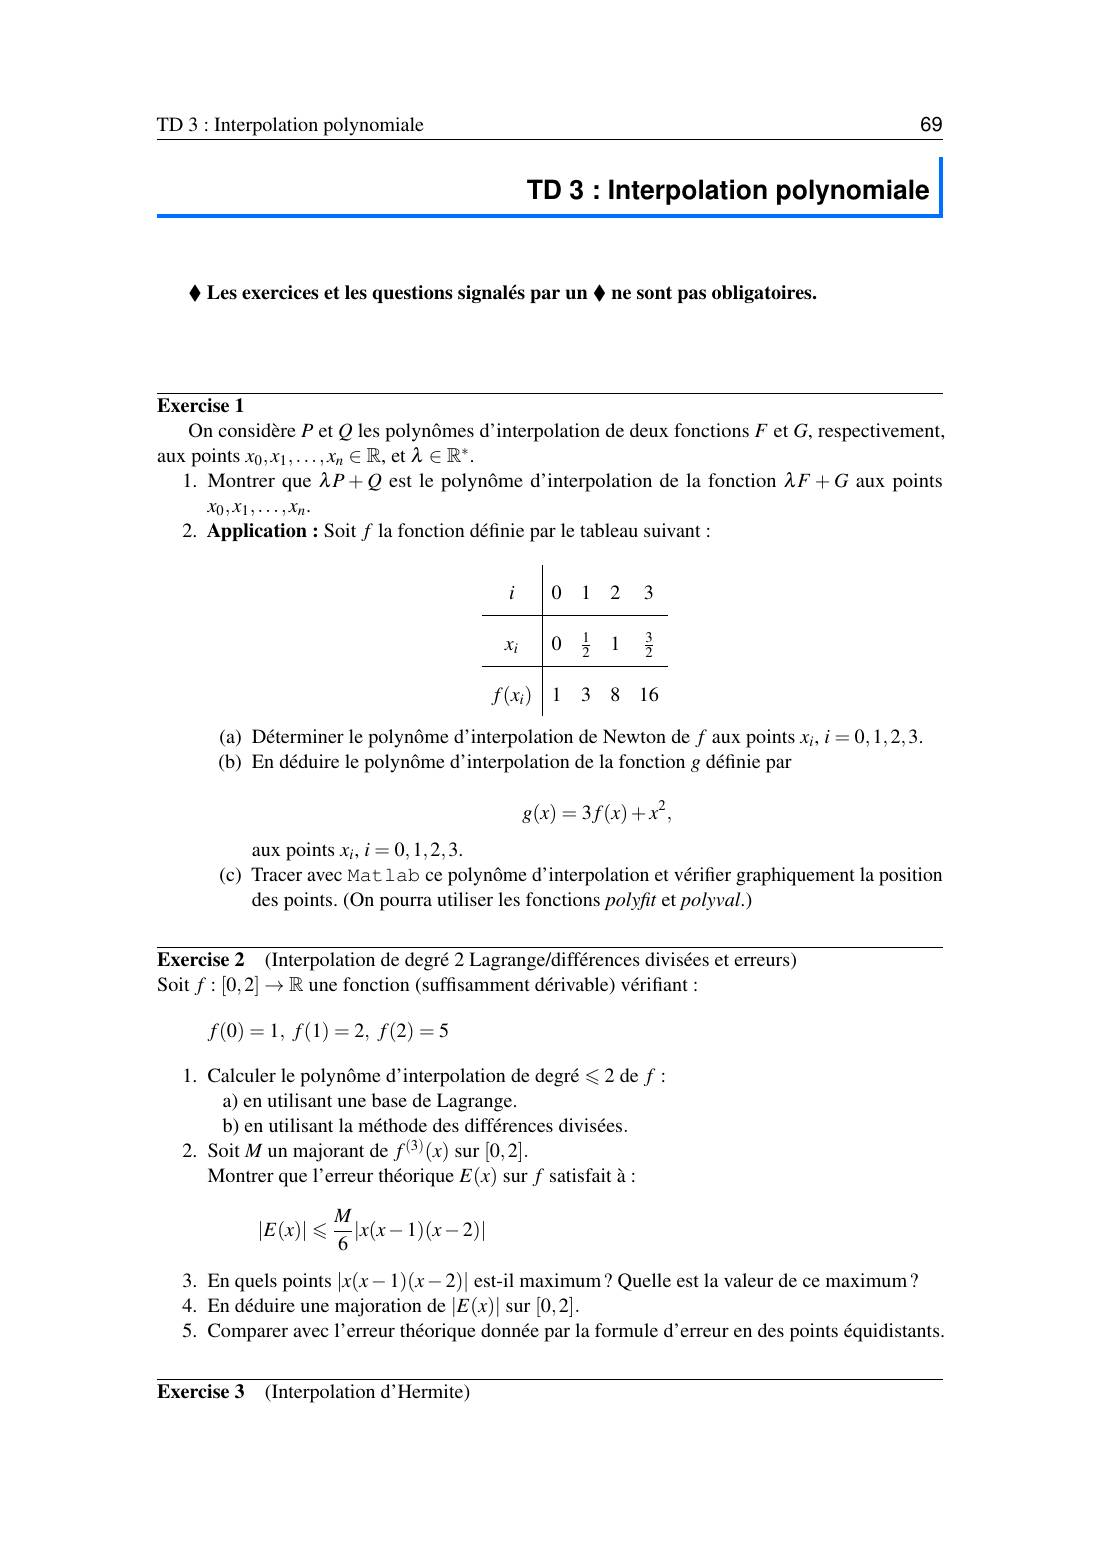 TD 3 : Interpolation polynomiale 69
TD 3 : Interpolation polynomiale
♦ Les exercices et les questions signalés par un ♦ ne sont pas obligatoires.
Exercise 1
On considère P et Q les polynômes d'interpolation de deux fonctions F et G, respectivement,
aux points x₀,x₁,…,xₙ ∈ ℝ, et λ ∈ ℝ*.
1. Montrer que λP + Q est le polynôme d'interpolation de la fonction λF + G aux points
x₀,x₁,…,xₙ.
2. Application : Soit f la fonction définie par le tableau suivant :
i 0 1 2 3
xᵢ 0 1/2 1 3/2
f(xᵢ) 1 3 8 16
(a) Déterminer le polynôme d'interpolation de Newton de f aux points xᵢ, i = 0,1,2,3.
(b) En déduire le polynôme d'interpolation de la fonction g définie par
g(x) = 3f(x) + x²,
aux points xᵢ, i = 0,1,2,3.
(c) Tracer avec Matlab ce polynôme d'interpolation et vérifier graphiquement la position
des points. (On pourra utiliser les fonctions polyfit et polyval.)
Exercise 2 (Interpolation de degré 2 Lagrange/différences divisées et erreurs)
Soit f : [0,2] → ℝ une fonction (suffisamment dérivable) vérifiant :
f(0) = 1, f(1) = 2, f(2) = 5
1. Calculer le polynôme d'interpolation de degré ⩽ 2 de f :
a) en utilisant une base de Lagrange.
b) en utilisant la méthode des différences divisées.
2. Soit M un majorant de f⁽³⁾(x) sur [0,2].
Montrer que l'erreur théorique E(x) sur f satisfait à :
|E(x)| ⩽ M/6 |x(x − 1)(x − 2)|
3. En quels points |x(x − 1)(x − 2)| est-il maximum ? Quelle est la valeur de ce maximum ?
4. En déduire une majoration de |E(x)| sur [0,2].
5. Comparer avec l'erreur théorique donnée par la formule d'erreur en des points équidistants.
Exercise 3 (Interpolation d'Hermite)